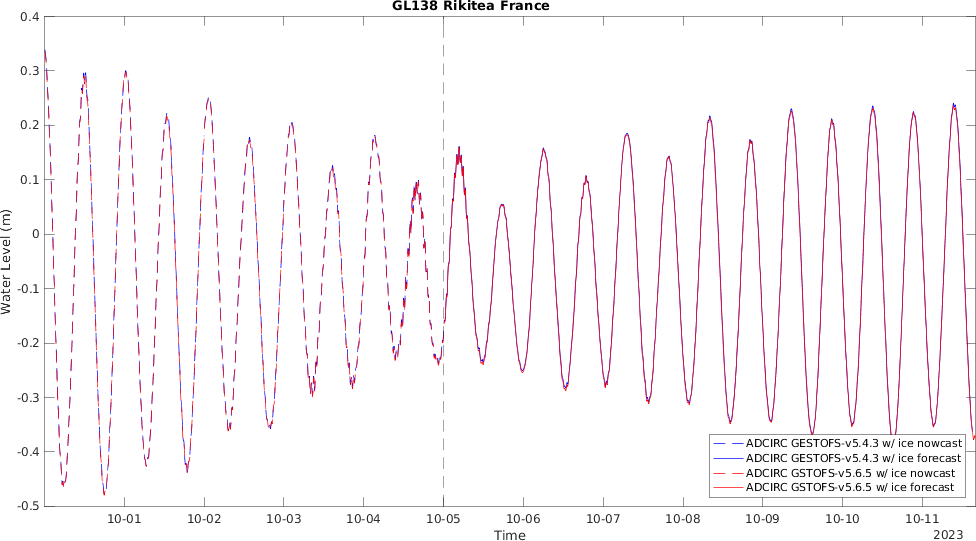 GL138 Rikitea France
0.4
0.3
0.2
0.1
0
-0.1
-0.2
-0.3
-0.4
-0.5
Water Level (m)
ADCIRC GESTOFS-v5.4.3 w/ ice nowcast
ADCIRC GESTOFS-v5.4.3 w/ ice forecast
ADCIRC GSTOFS-v5.6.5 w/ ice nowcast
ADCIRC GSTOFS-v5.6.5 w/ ice forecast
10-01 10-02 10-03 10-04 10-05 10-06 10-07 10-08 10-09 10-10 10-11
Time
2023